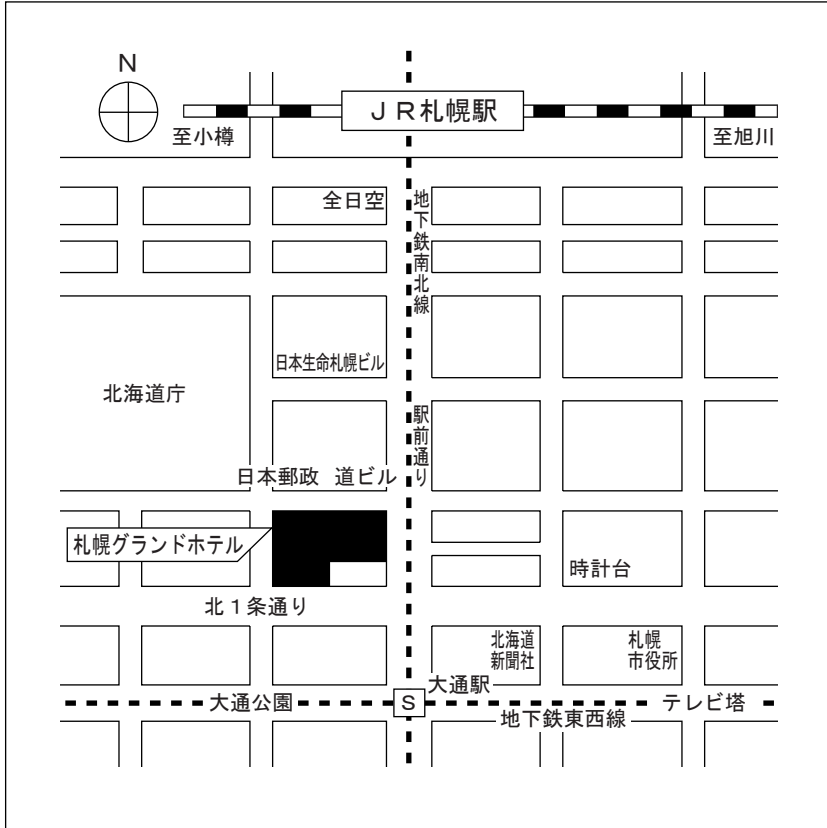 N
ＪＲ札幌駅
至小樽
至旭川
全日空
地下鉄南北線
日本生命札幌ビル
北海道庁
駅前通り
日本郵政 道ビル
札幌グランドホテル
時計台
北１条通り
北海道
新聞社
札幌
市役所
大通駅
大通公園
S
テレビ塔
地下鉄東西線